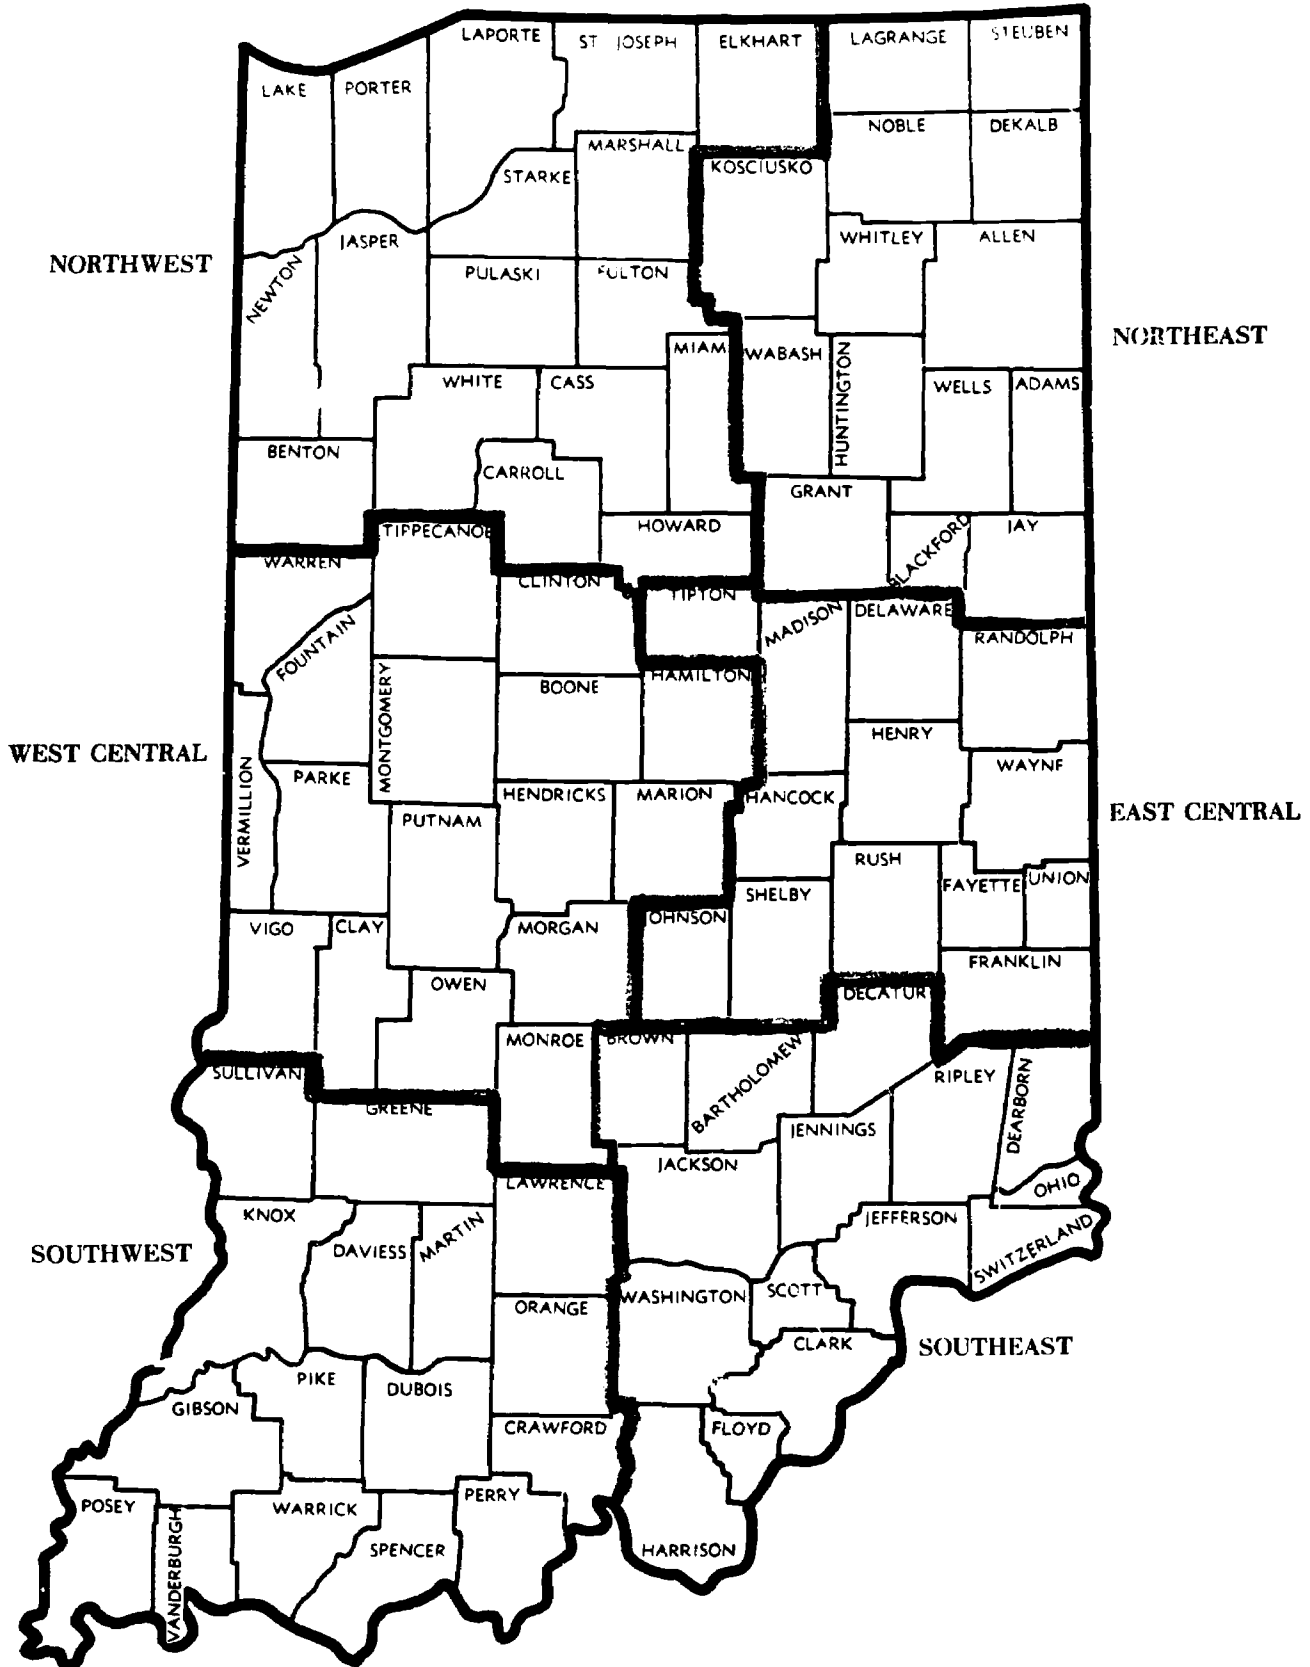 LAPORTE
ST JOSEPH
ELKHART
LAGRANGE
STEUBEN
LAKE
PORTER
NOBLE
DEKALB
MARSHALL
KOSCIUSKO
STARKE
WHITLEY
ALLEN
JASPER
NORTHWEST
NEWTON
PULASKI
FULTON
NORTHEAST
MIAM
WABASH
HUNTINGTON
WHITE
CASS
WELLS
ADAMS
BENTON
CARROLL
GRANT
HOWARD
JAY
TIPPECANOE
BLACKFORD
WARREN
CLINTON
TIPTON
MADISON
DELAWARE
RANDOLPH
FOUNTAIN
HAMILTON
BOONE
MONTGOMERY
HENRY
WEST CENTRAL
WAYNE
PARKE
VERMILLION
HENDRICKS
MARION
HANCOCK
EAST CENTRAL
PUTNAM
RUSH
SHELBY
FAYETTE
UNION
VIGO
CLAY
MORGAN
OHNSON
FRANKLIN
OWEN
DECATUR
MONROE
BROWN
BARTHOLOMEW
SULLIVAN
RIPLEY
DEARBORN
GREENE
JENNINGS
JACKSON
LAWRENCE
OHIO
KNOX
JEFFERSON
DAVIESS
MARTIN
SWITZERLAND
SOUTHWEST
SCOTT
WASHINGTON
ORANGE
CLARK
SOUTHEAST
PIKE
DUBOIS
GIBSON
CRAWFORD
FLOYD
PERRY
POSEY
WARRICK
VANDERBURGH
SPENCER
HARRISON